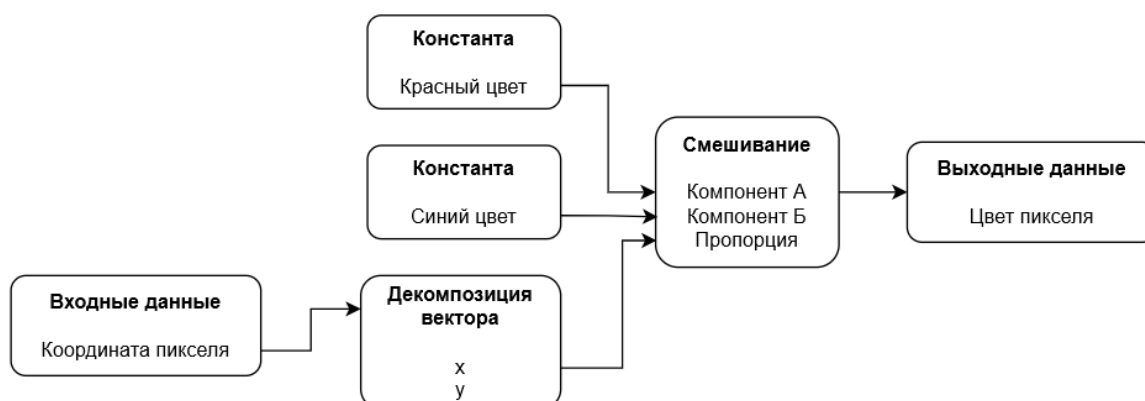 Константа
Красный цвет
Константа
Синий цвет
Смешивание
Компонент А
Компонент Б
Пропорция
Выходные данные
Цвет пикселя
Входные данные
Координата пикселя
Декомпозиция
вектора
x
y